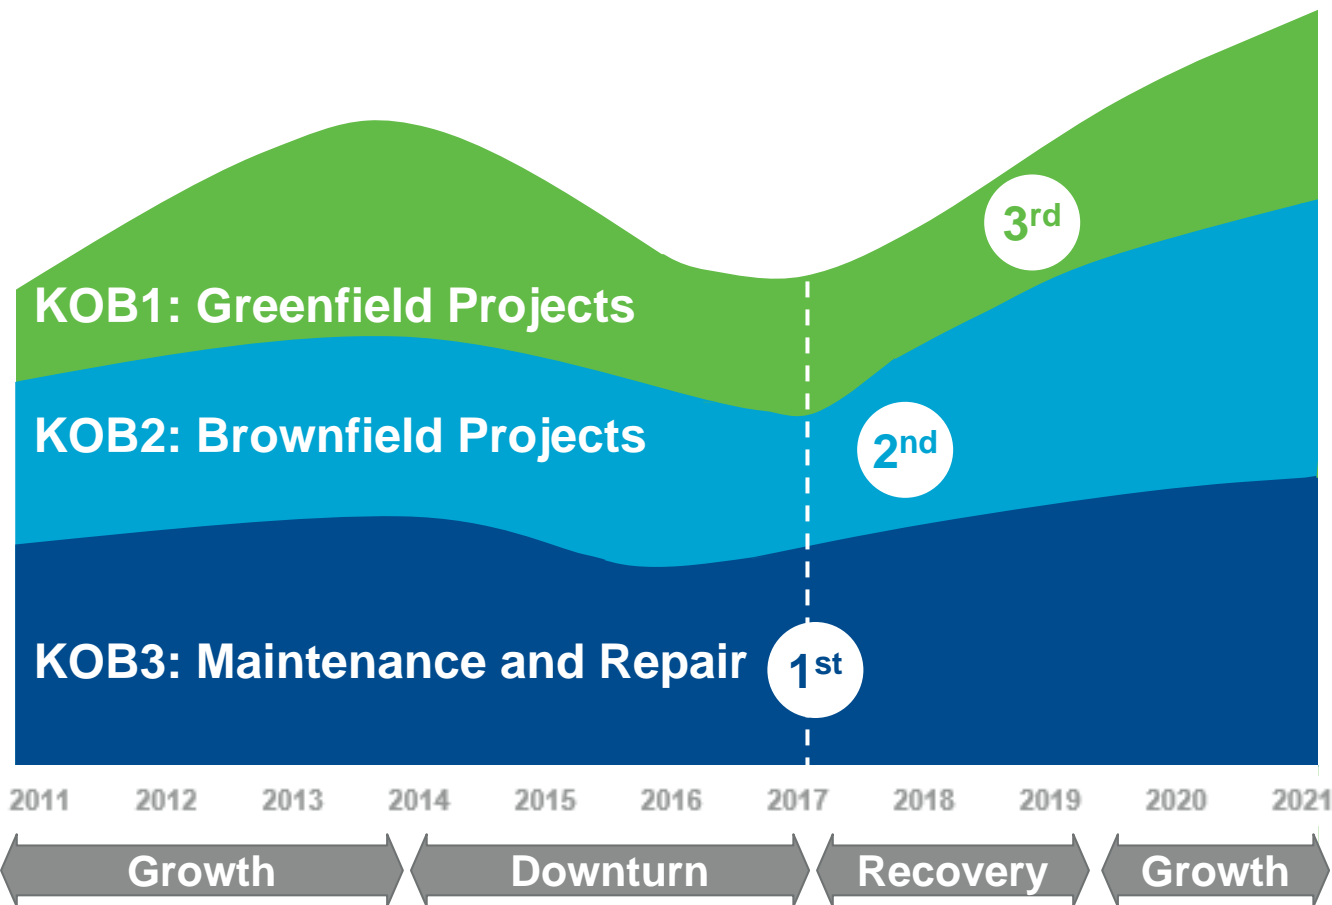 3rd
KOB1: Greenfield Projects
KOB2: Brownfield Projects
2nd
KOB3: Maintenance and Repair
1st
2011 2012 2013 2014 2015 2016 2017 2018 2019 2020 2021
Growth Downturn Recovery Growth